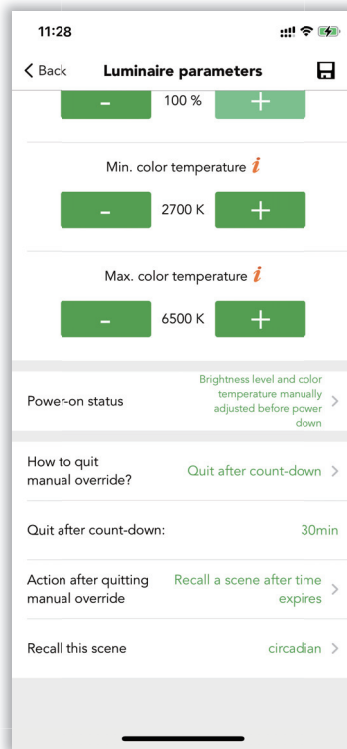 11:28
Back Luminaire parameters
- 100 % +
Min. color temperature i
- 2700 K +
Max. color temperature i
- 6500 K +
Brightness level and color
temperature manually
adjusted before power
down
Power-on status
How to quit
manual override?
Quit after count-down
Quit after count-down: 30min
Action after quitting
manual override
Recall a scene after time
expires
Recall this scene circadian